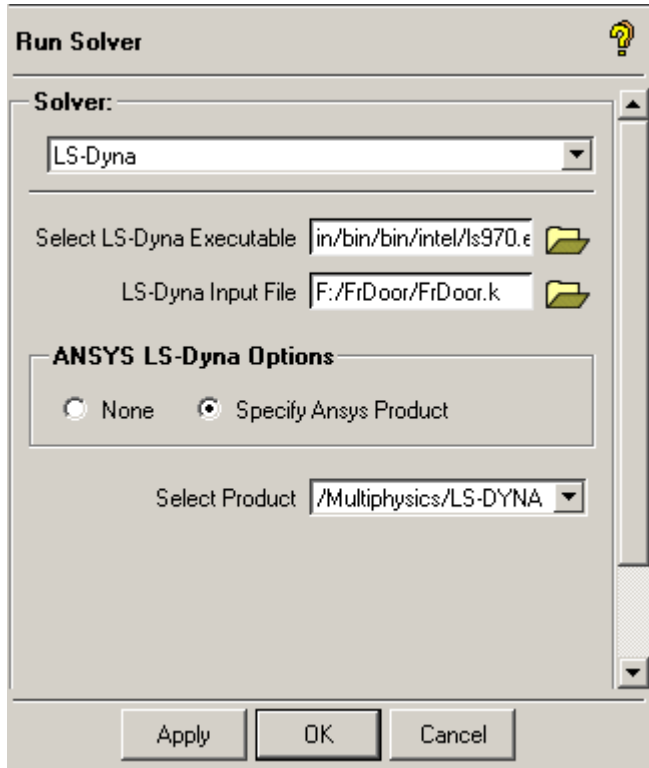 Run Solver
Solver:
LS-Dyna
Select LS-Dyna Executable in/bin/bin/intel/ls970.e
LS-Dyna Input File F:/FrDoor/FrDoor.k
ANSYS LS-Dyna Options
None Specify Ansys Product
Select Product /Multiphysics/LS-DYNA
Apply OK Cancel